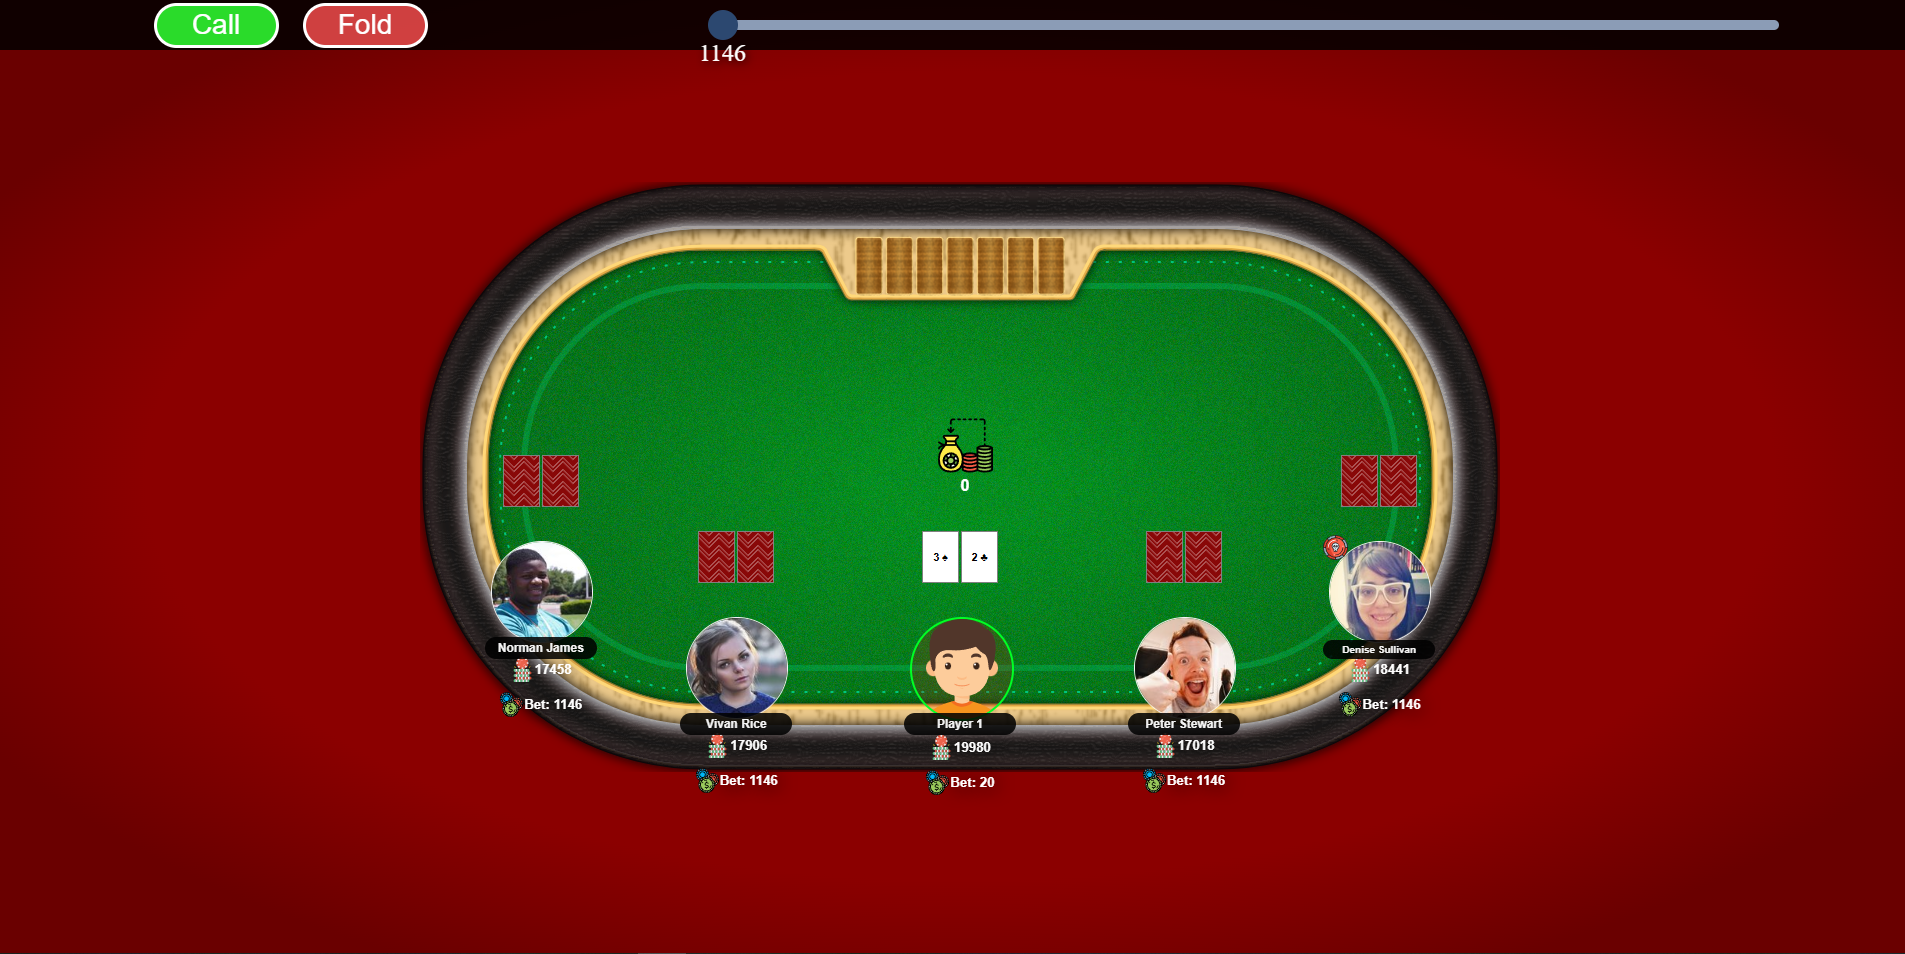 Call
Fold
1146
0
3 ♠
2 ♣
Norman James
17458
Bet: 1146
Vivan Rice
17906
Bet: 1146
Player 1
19980
Bet: 20
Peter Stewart
17018
Bet: 1146
Denise Sullivan
18441
Bet: 1146